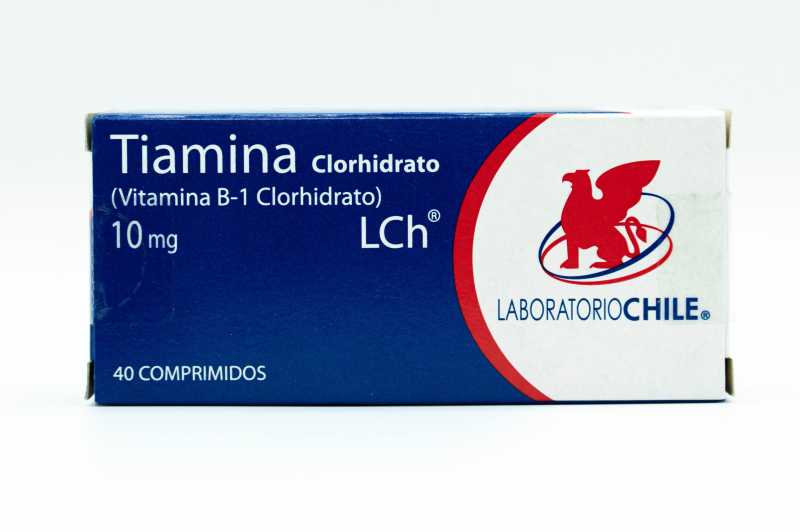 Tiamina Clorhidrato
(Vitamina B-1 Clorhidrato)
10 mg LCh®
40 COMPRIMIDOS
LABORATORIOCHILE®